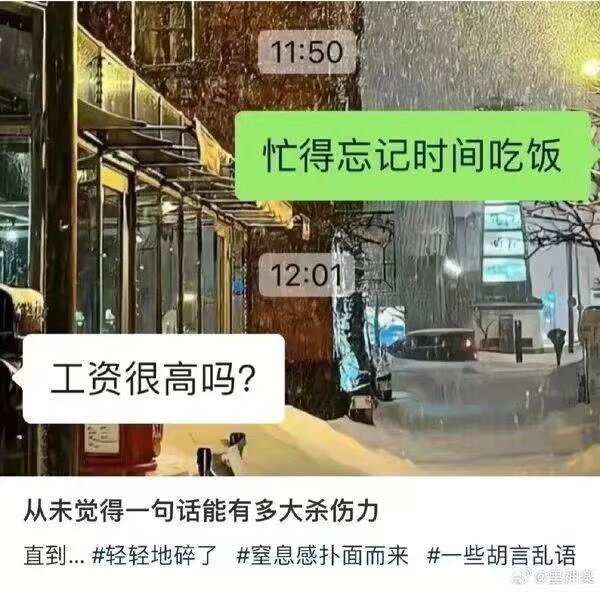 11:50
忙得忘记时间吃饭
12:01
工资很高吗?
从未觉得一句话能有多大杀伤力
直到... #轻轻地碎了 #窒息感扑面而来 #一些胡言乱语